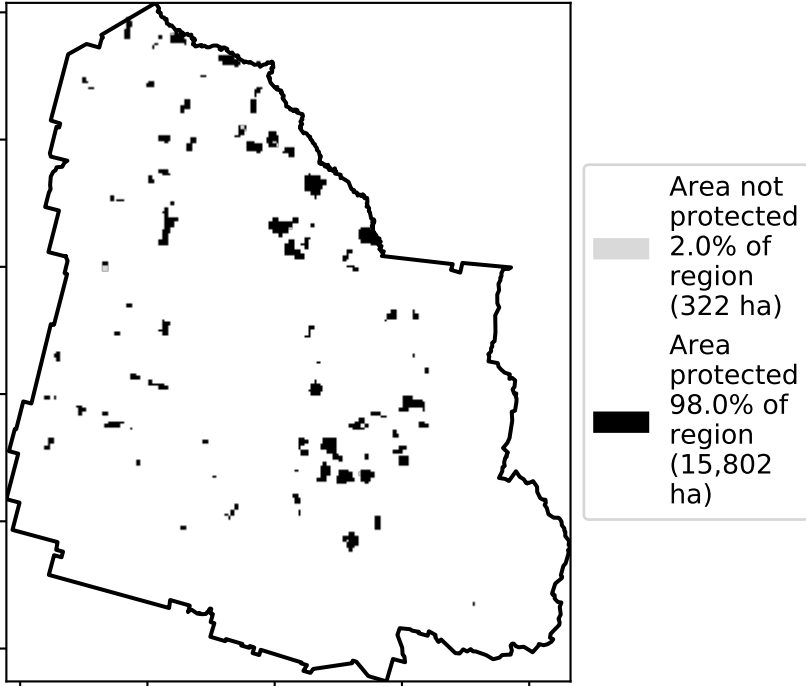 Area not
protected
2.0% of
region
(322 ha)
Area
protected
98.0% of
region
(15,802
ha)